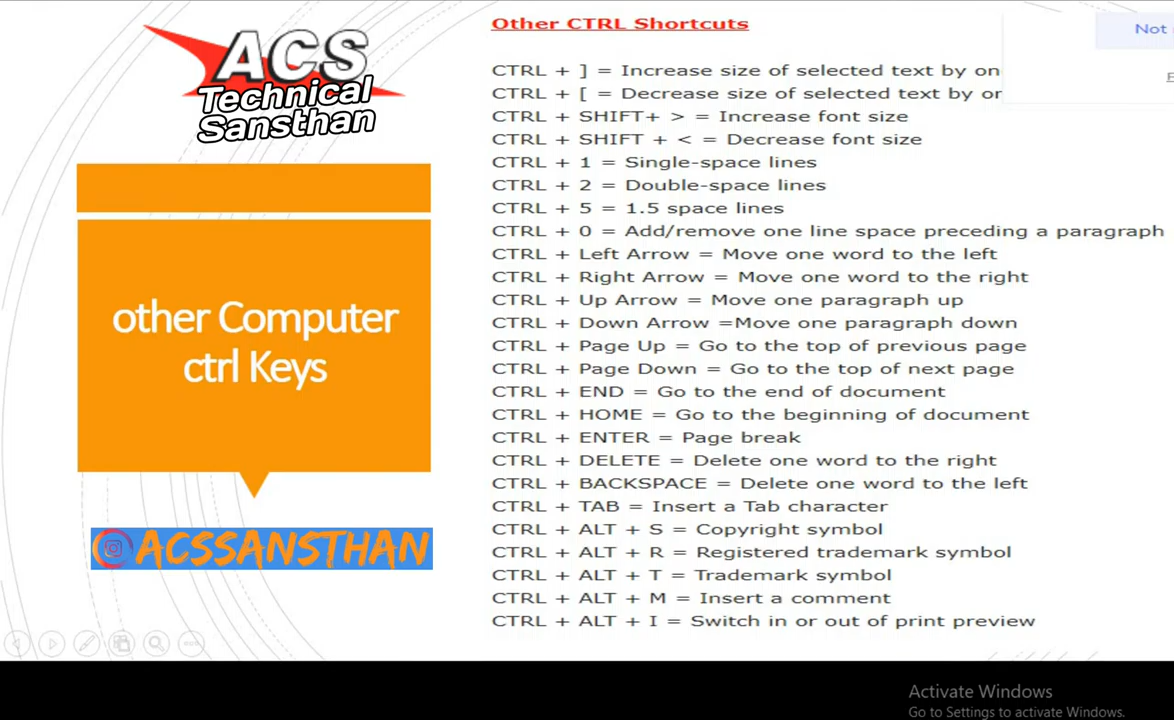 Other CTRL Shortcuts
Not
ACS
Technical
Sansthan
CTRL + ] = Increase size of selected text by
CTRL + [ = Decrease size of selected text by
CTRL + SHIFT+ > = Increase font size
CTRL + SHIFT + < = Decrease font size
CTRL + 1 = Single-space lines
CTRL + 2 = Double-space lines
CTRL + 5 = 1.5 space lines
CTRL + 0 = Add/remove one line space preceding a paragraph
CTRL + Left Arrow = Move one word to the left
CTRL + Right Arrow = Move one word to the right
CTRL + Up Arrow = Move one paragraph up
CTRL + Down Arrow =Move one paragraph down
CTRL + Page Up = Go to the top of previous page
CTRL + Page Down = Go to the top of next page
CTRL + END = Go to the end of document
CTRL + HOME = Go to the beginning of document
CTRL + ENTER = Page break
CTRL + DELETE = Delete one word to the right
CTRL + BACKSPACE = Delete one word to the left
CTRL + TAB = Insert a Tab character
CTRL + ALT + S = Copyright symbol
CTRL + ALT + R = Registered trademark symbol
CTRL + ALT + T = Trademark symbol
CTRL + ALT + M = Insert a comment
CTRL + ALT + I = Switch in or out of print preview
other Computer
ctrl Keys
@ACSSANSTHAN
Activate Windows
Go to Settings to activate Windows.